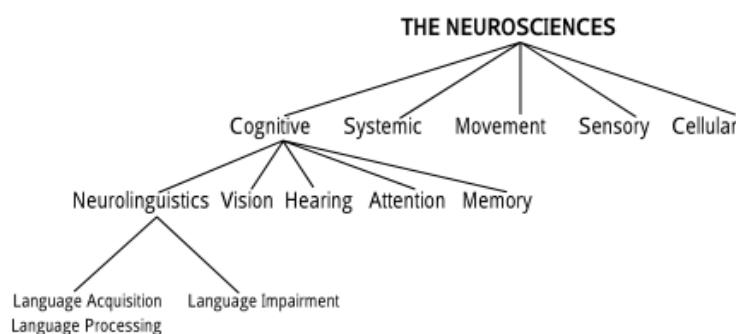 THE NEUROSCIENCES
Cognitive Systemic Movement Sensory Cellular
Neurolinguistics Vision Hearing Attention Memory
Language Acquisition Language Impairment
Language Processing